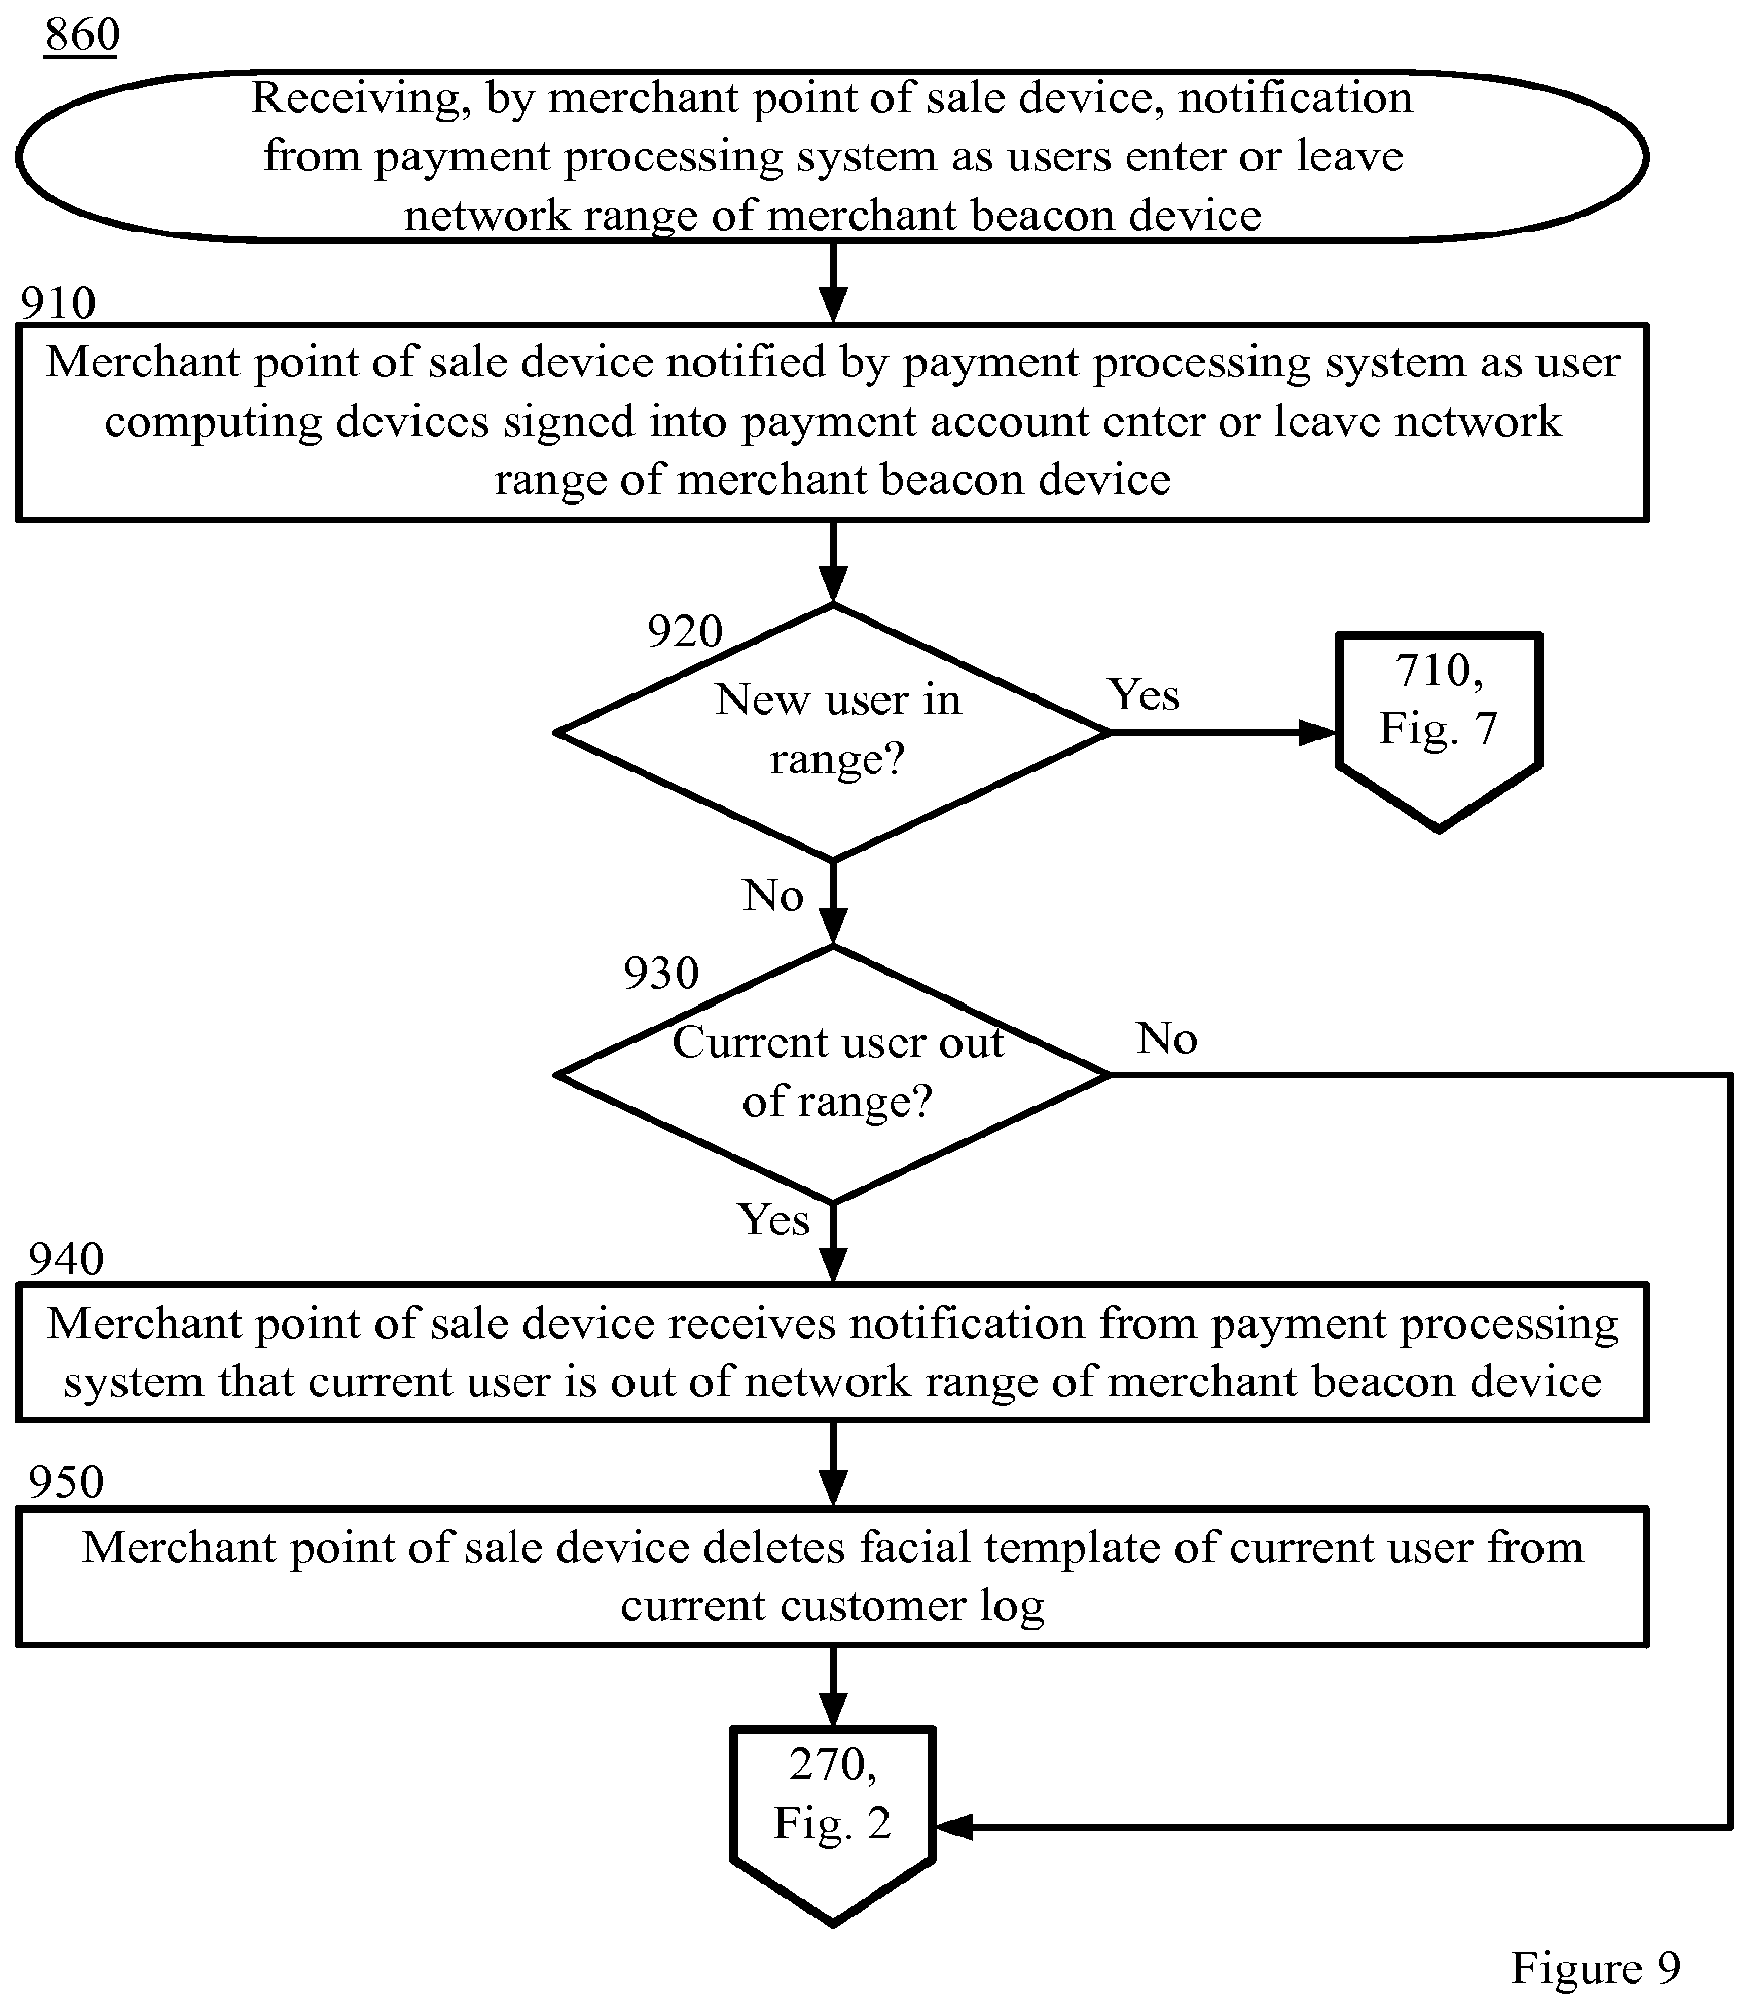 860
Receiving, by merchant point of sale device, notification
from payment processing system as users enter or leave
network range of merchant beacon device
910
Merchant point of sale device notified by payment processing system as user
computing devices signed into payment account enter or leave network
range of merchant beacon device
920
New user in
range?
Yes
710,
Fig. 7
No
930
Current user out
of range?
No
Yes
940
Merchant point of sale device receives notification from payment processing
system that current user is out of network range of merchant beacon device
950
Merchant point of sale device deletes facial template of current user from
current customer log
270,
Fig. 2
Figure 9